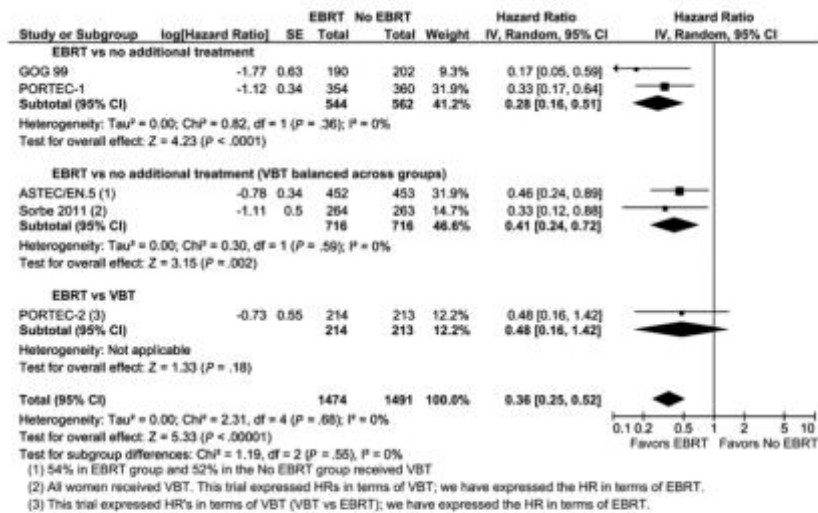 EBRT No EBRT Hazard Ratio Hazard Ratio
Study or Subgroup log[Hazard Ratio] SE Total Total Weight IV, Random, 95% CI IV, Random, 95% CI
EBRT vs no additional treatment
GOG 99 -1.77 0.63 190 202 9.3% 0.17 [0.05, 0.59]
PORTEC-1 -1.12 0.34 354 360 31.9% 0.33 [0.17, 0.64]
Subtotal (95% CI) 544 562 41.2% 0.28 [0.16, 0.51]
Heterogeneity: Tau² = 0.00; Chi² = 0.82, df = 1 (P = .36); I² = 0%
Test for overall effect: Z = 4.23 (P < .0001)
EBRT vs no additional treatment (VBT balanced across groups)
ASTEC/EN.5 (1) -0.78 0.34 452 453 31.9% 0.46 [0.24, 0.89]
Sorbe 2011 (2) -1.11 0.5 264 263 14.7% 0.33 [0.12, 0.88]
Subtotal (95% CI) 716 716 46.6% 0.41 [0.24, 0.72]
Heterogeneity: Tau² = 0.00; Chi² = 0.30, df = 1 (P = .59); I² = 0%
Test for overall effect: Z = 3.15 (P = .002)
EBRT vs VBT
PORTEC-2 (3) -0.73 0.55 214 213 12.2% 0.48 [0.16, 1.42]
Subtotal (95% CI) 214 213 12.2% 0.48 [0.16, 1.42]
Heterogeneity: Not applicable
Test for overall effect: Z = 1.33 (P = .18)
Total (95% CI) 1474 1491 100.0% 0.36 [0.25, 0.52]
Heterogeneity: Tau² = 0.00; Chi² = 2.31, df = 4 (P = .68); I² = 0%
Test for overall effect: Z = 5.33 (P < .00001)
Test for subgroup differences: Chi² = 1.19, df = 2 (P = .55), I² = 0%
0.1 0.2 0.5 1 2 5 10
Favors EBRT Favors No EBRT
(1) 54% in EBRT group and 52% in the No EBRT group received VBT
(2) All women received VBT. This trial expressed HRs in terms of VBT; we have expressed the HR in terms of EBRT.
(3) This trial expressed HR's in terms of VBT (VBT vs EBRT); we have expressed the HR in terms of EBRT.